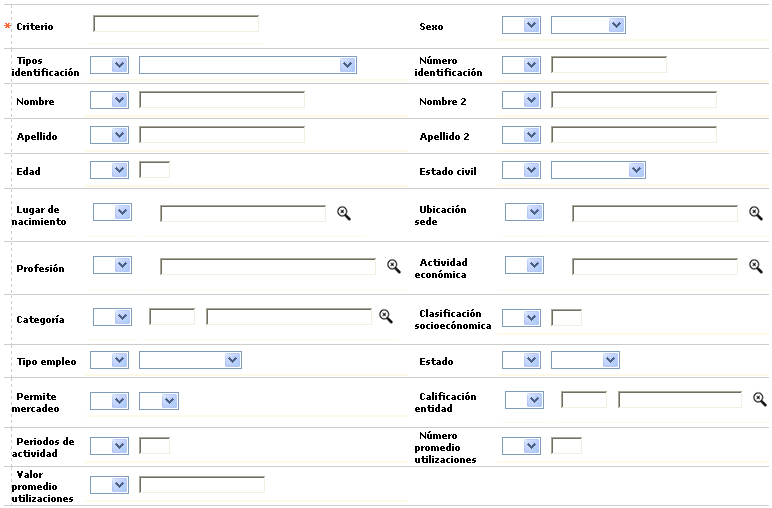 * Criterio
Sexo
Tipos
identificación
Número
identificación
Nombre
Nombre 2
Apellido
Apellido 2
Edad
Estado civil
Lugar de
nacimiento
Ubicación
sede
Profesión
Actividad
económica
Categoría
Clasificación
socioecónomica
Tipo empleo
Estado
Permite
mercadeo
Calificación
entidad
Periodos de
actividad
Número
promedio
utilizaciones
Valor
promedio
utilizaciones